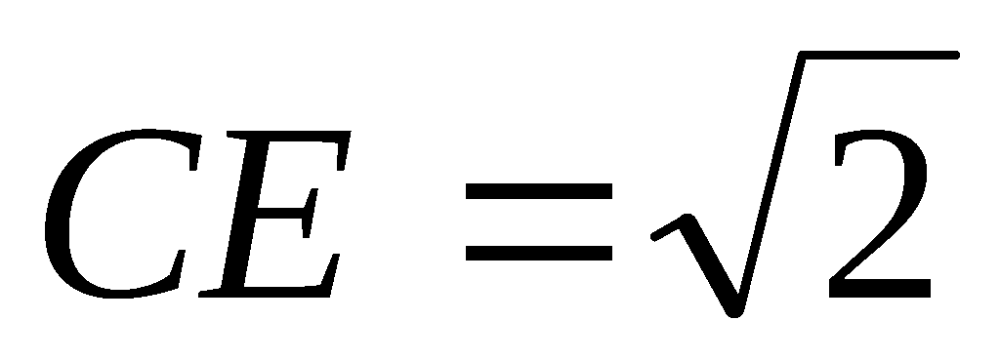 CE = √2